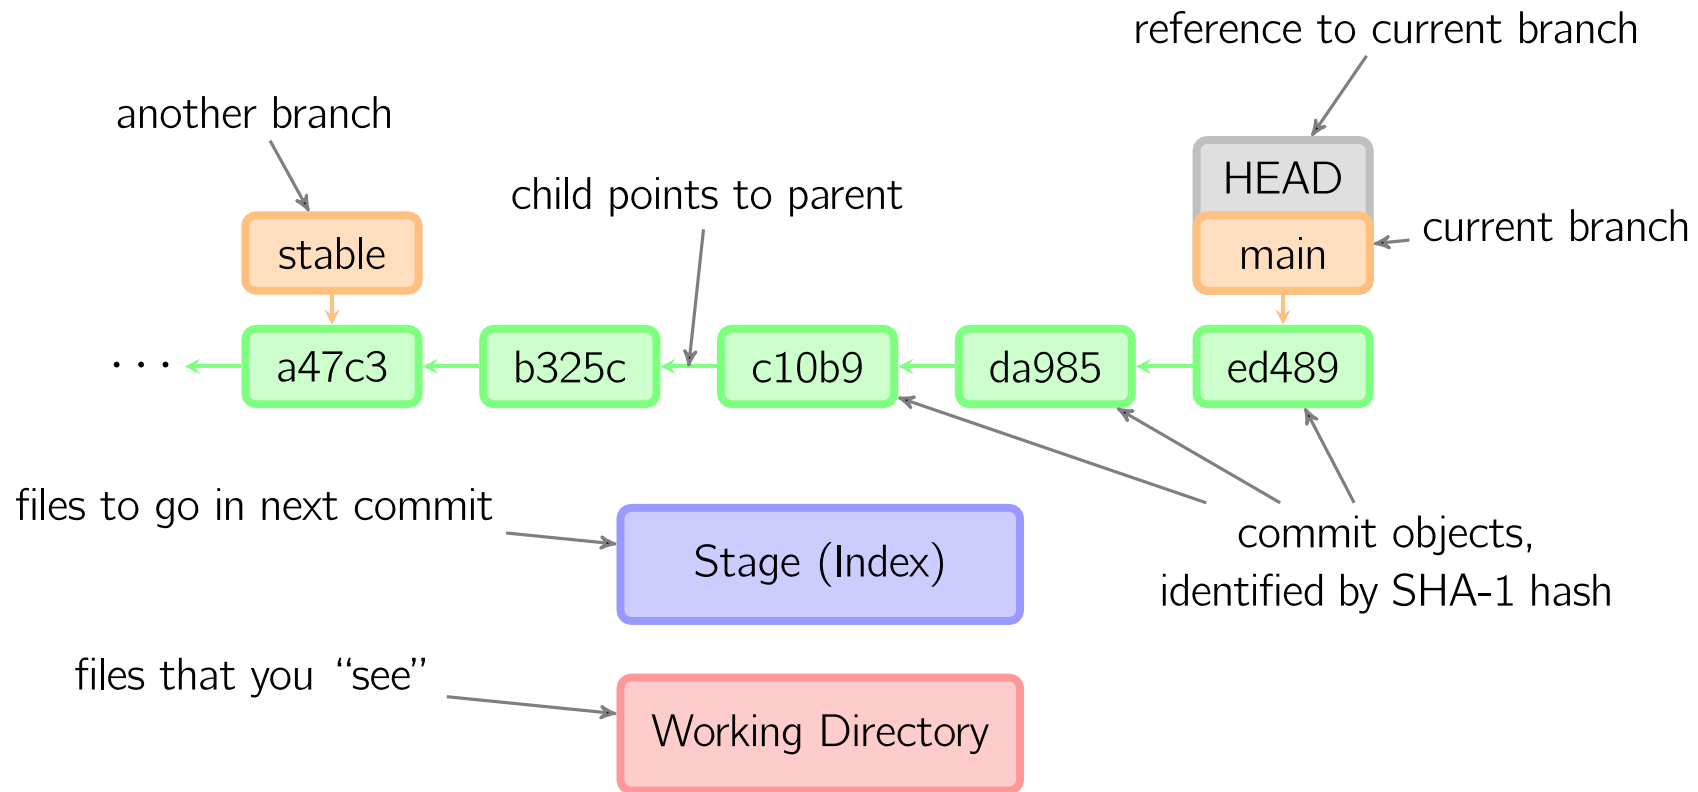 reference to current branch
another branch
HEAD
child points to parent
current branch
stable
main
··· a47c3 b325c c10b9 da985 ed489
files to go in next commit
Stage (Index)
commit objects,
identified by SHA-1 hash
files that you “see”
Working Directory